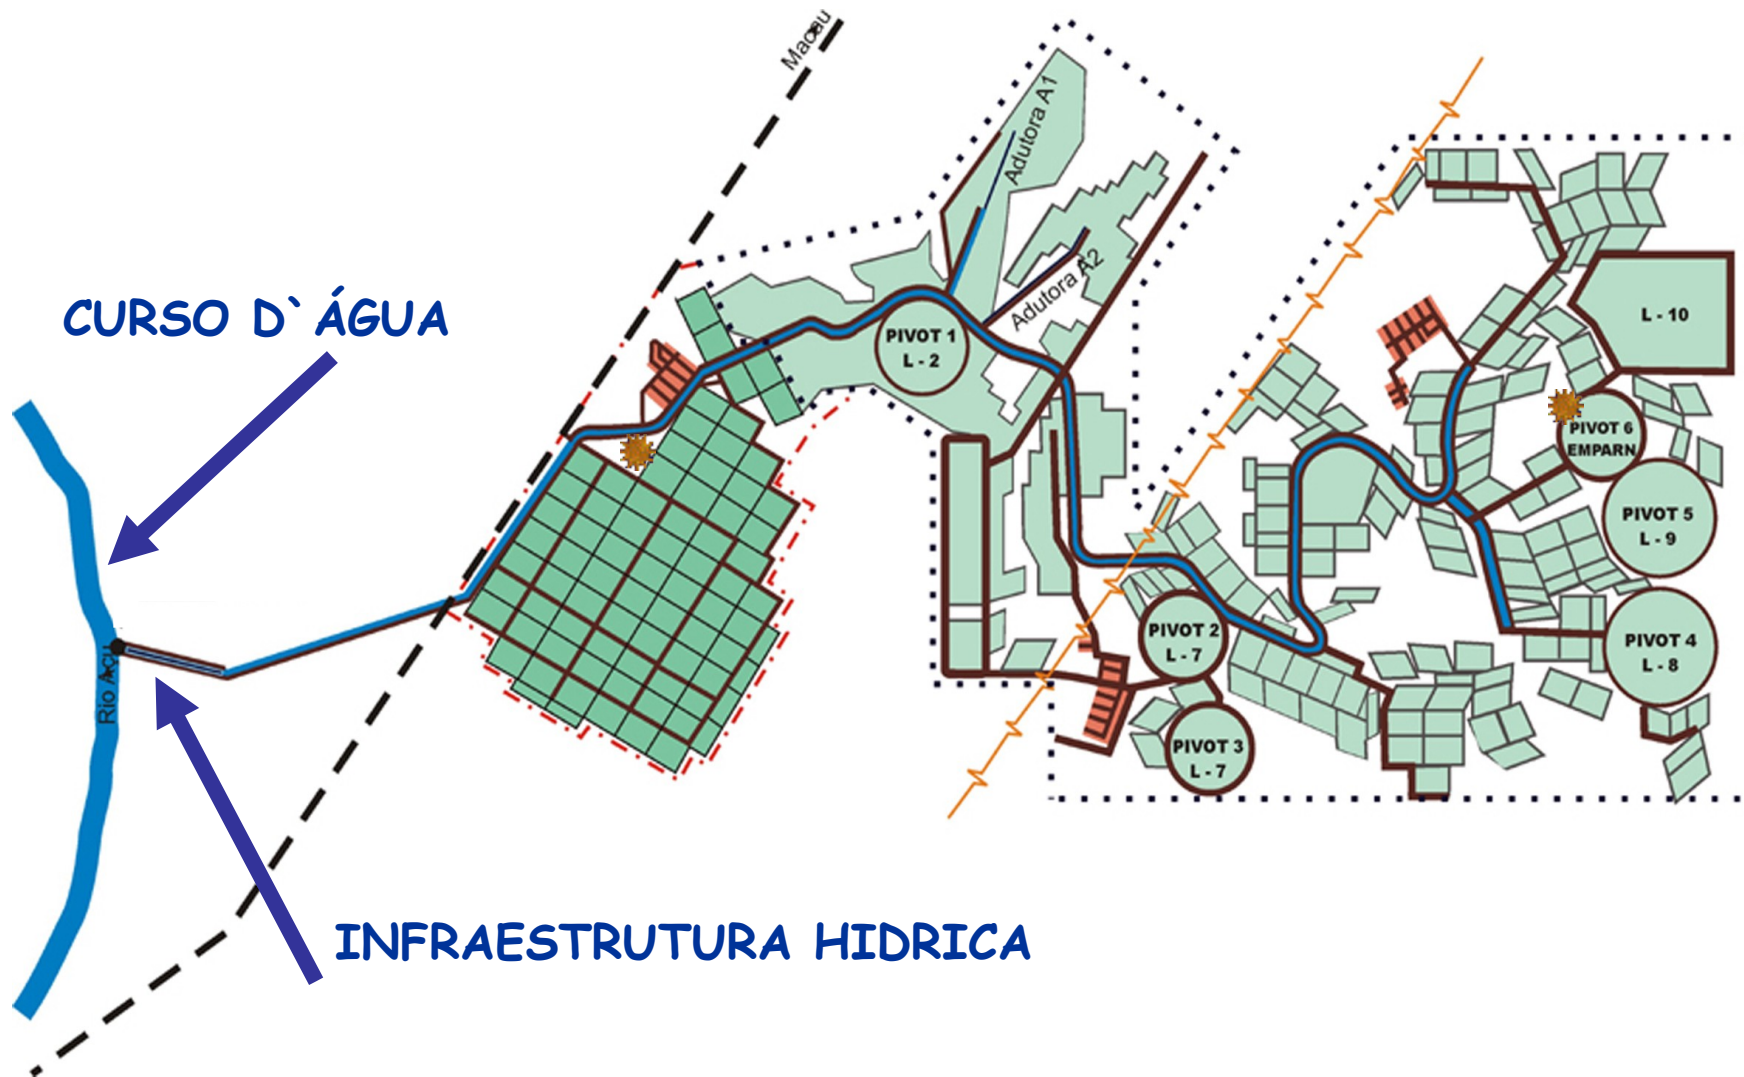 Macau
Adutora A1
Adutora A2
CURSO D`ÁGUA
PIVOT 1
L - 2
L - 10
PIVOT 6
EMPARN
PIVOT 5
L - 9
PIVOT 2
L - 7
PIVOT 4
L - 8
Rio Açu
PIVOT 3
L - 7
INFRAESTRUTURA HIDRICA